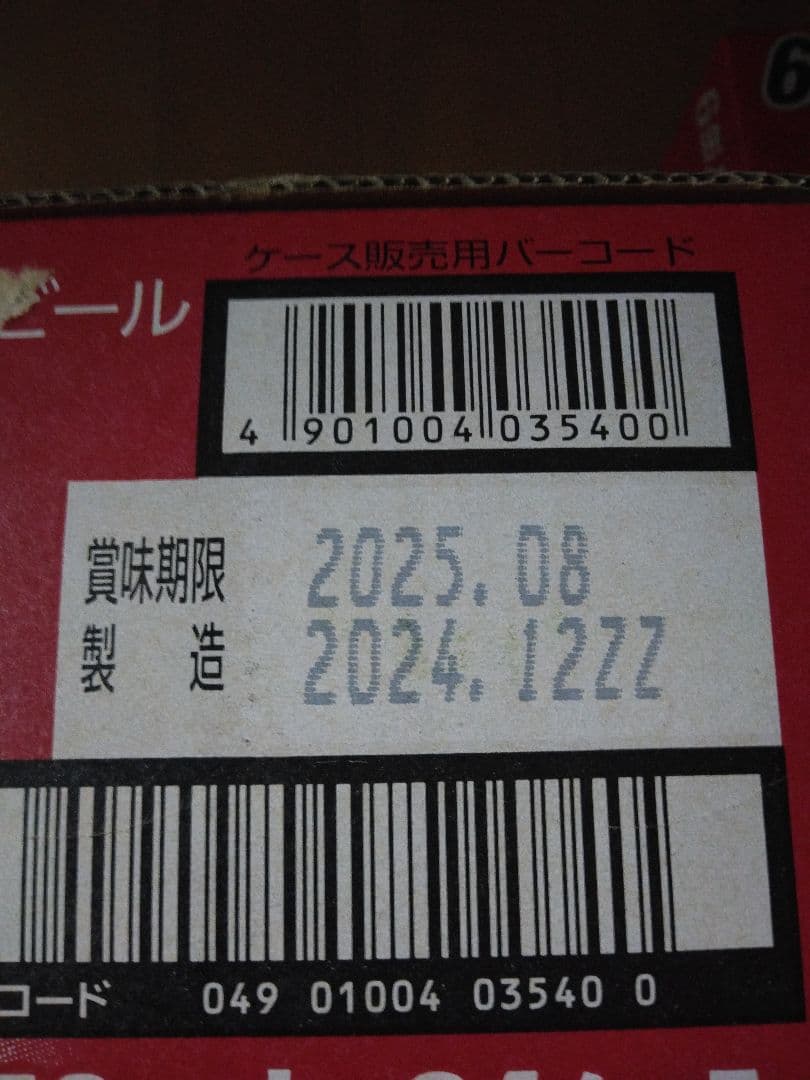 6
ケース販売用バーコード
ビール
4 901004 035400
賞味期限 2025.08
製造 2024.12ZZ
コード 049 01004 03540 0